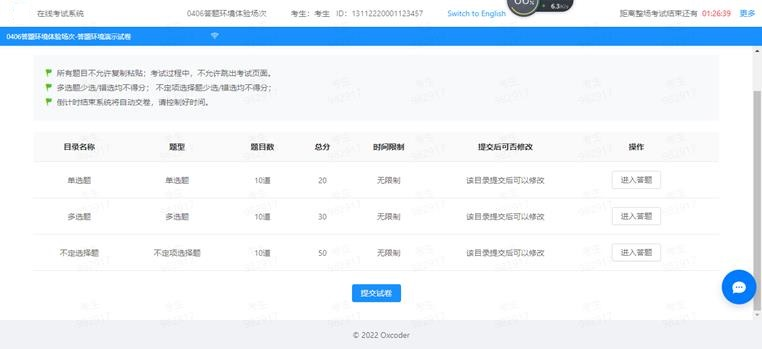 在线考试系统 0406答题环境体验场次 考生：考生 ID：13112220001123457 Switch to English 距离整场考试结束还有 01:26:39 更多
6.3K/s
0406答题环境体验场次-答题环境演示试卷
所有题目不允许复制粘贴；考试过程中，不允许跳出考试页面。
多选题少选/错选均不得分； 不定项选择题少选/错选均不得分；
倒计时结束系统将自动交卷，请控制好时间。
目录名称 题型 题目数 总分 时间限制 提交后可否修改 操作
单选题 单选题 10道 20 无限制 该目录提交后可以修改 进入答题
多选题 多选题 10道 30 无限制 该目录提交后可以修改 进入答题
不定选择题 不定项选择题 10道 50 无限制 该目录提交后可以修改 进入答题
提交试卷
© 2022 Oxcoder
考生
982917